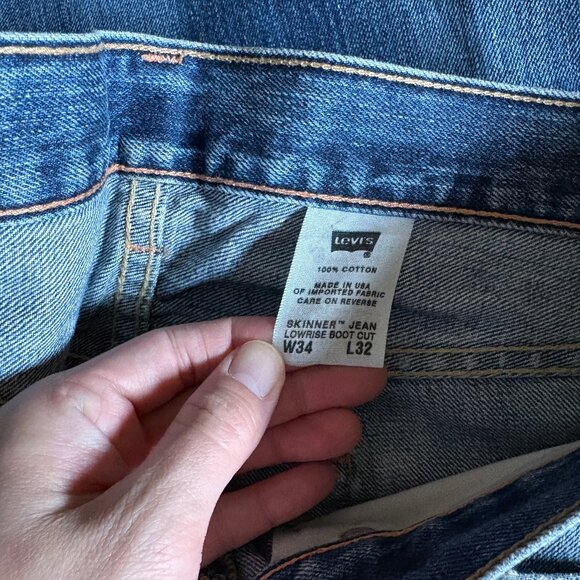 Levi's ®
100% COTTON
MADE IN USA
OF IMPORTED FABRIC
CARE ON REVERSE
SKINNER™ JEAN
LOWRISE BOOT CUT
W34 L32